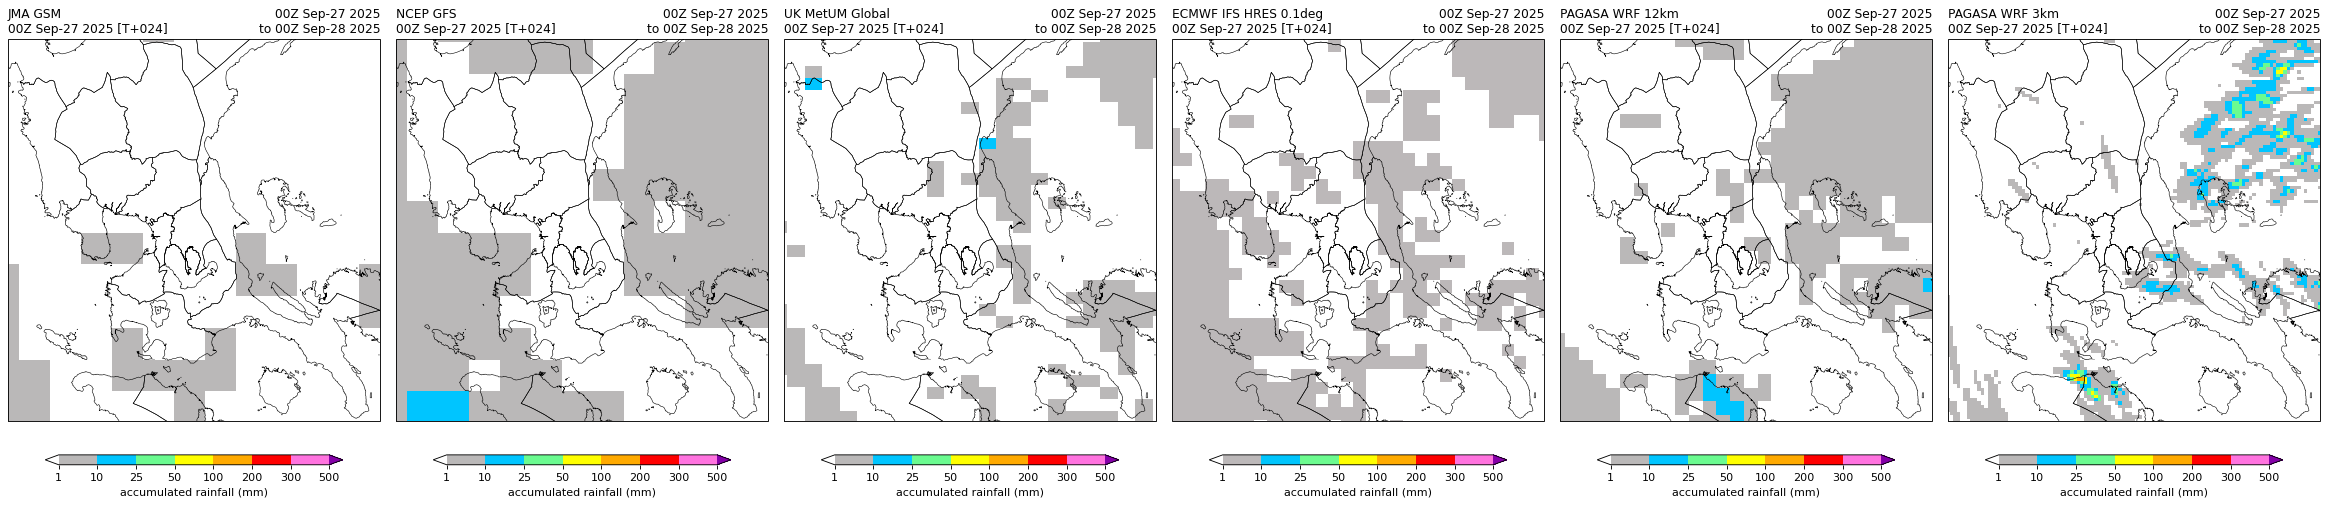 JMA GSM 00Z Sep-27 2025
00Z Sep-27 2025 [T+024] to 00Z Sep-28 2025
1 10 25 50 100 200 300 500
accumulated rainfall (mm)
NCEP GFS 00Z Sep-27 2025
00Z Sep-27 2025 [T+024] to 00Z Sep-28 2025
1 10 25 50 100 200 300 500
accumulated rainfall (mm)
UK MetUM Global 00Z Sep-27 2025
00Z Sep-27 2025 [T+024] to 00Z Sep-28 2025
1 10 25 50 100 200 300 500
accumulated rainfall (mm)
ECMWF IFS HRES 0.1deg 00Z Sep-27 2025
00Z Sep-27 2025 [T+024] to 00Z Sep-28 2025
1 10 25 50 100 200 300 500
accumulated rainfall (mm)
PAGASA WRF 12km 00Z Sep-27 2025
00Z Sep-27 2025 [T+024] to 00Z Sep-28 2025
1 10 25 50 100 200 300 500
accumulated rainfall (mm)
PAGASA WRF 3km 00Z Sep-27 2025
00Z Sep-27 2025 [T+024] to 00Z Sep-28 2025
1 10 25 50 100 200 300 500
accumulated rainfall (mm)